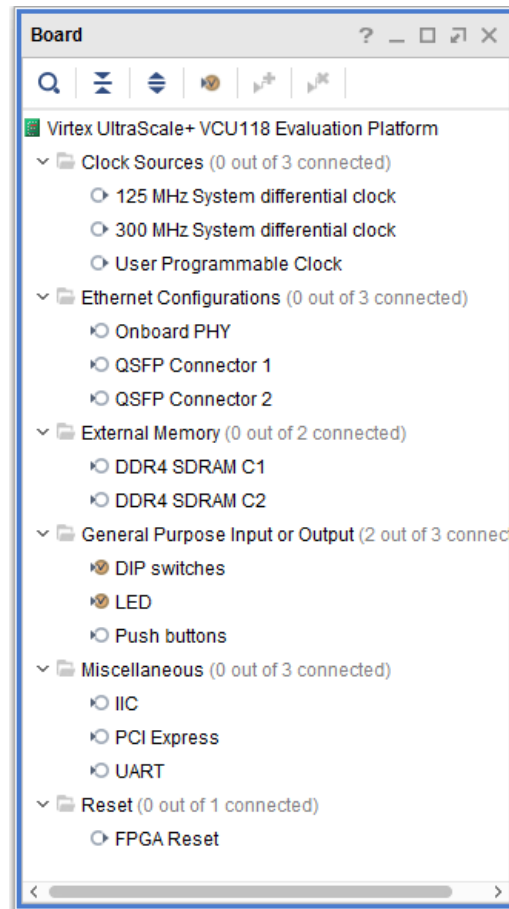 Board
Virtex UltraScale+ VCU118 Evaluation Platform
Clock Sources (0 out of 3 connected)
125 MHz System differential clock
300 MHz System differential clock
User Programmable Clock
Ethernet Configurations (0 out of 3 connected)
Onboard PHY
QSFP Connector 1
QSFP Connector 2
External Memory (0 out of 2 connected)
DDR4 SDRAM C1
DDR4 SDRAM C2
General Purpose Input or Output (2 out of 3 connec
DIP switches
LED
Push buttons
Miscellaneous (0 out of 3 connected)
IIC
PCI Express
UART
Reset (0 out of 1 connected)
FPGA Reset